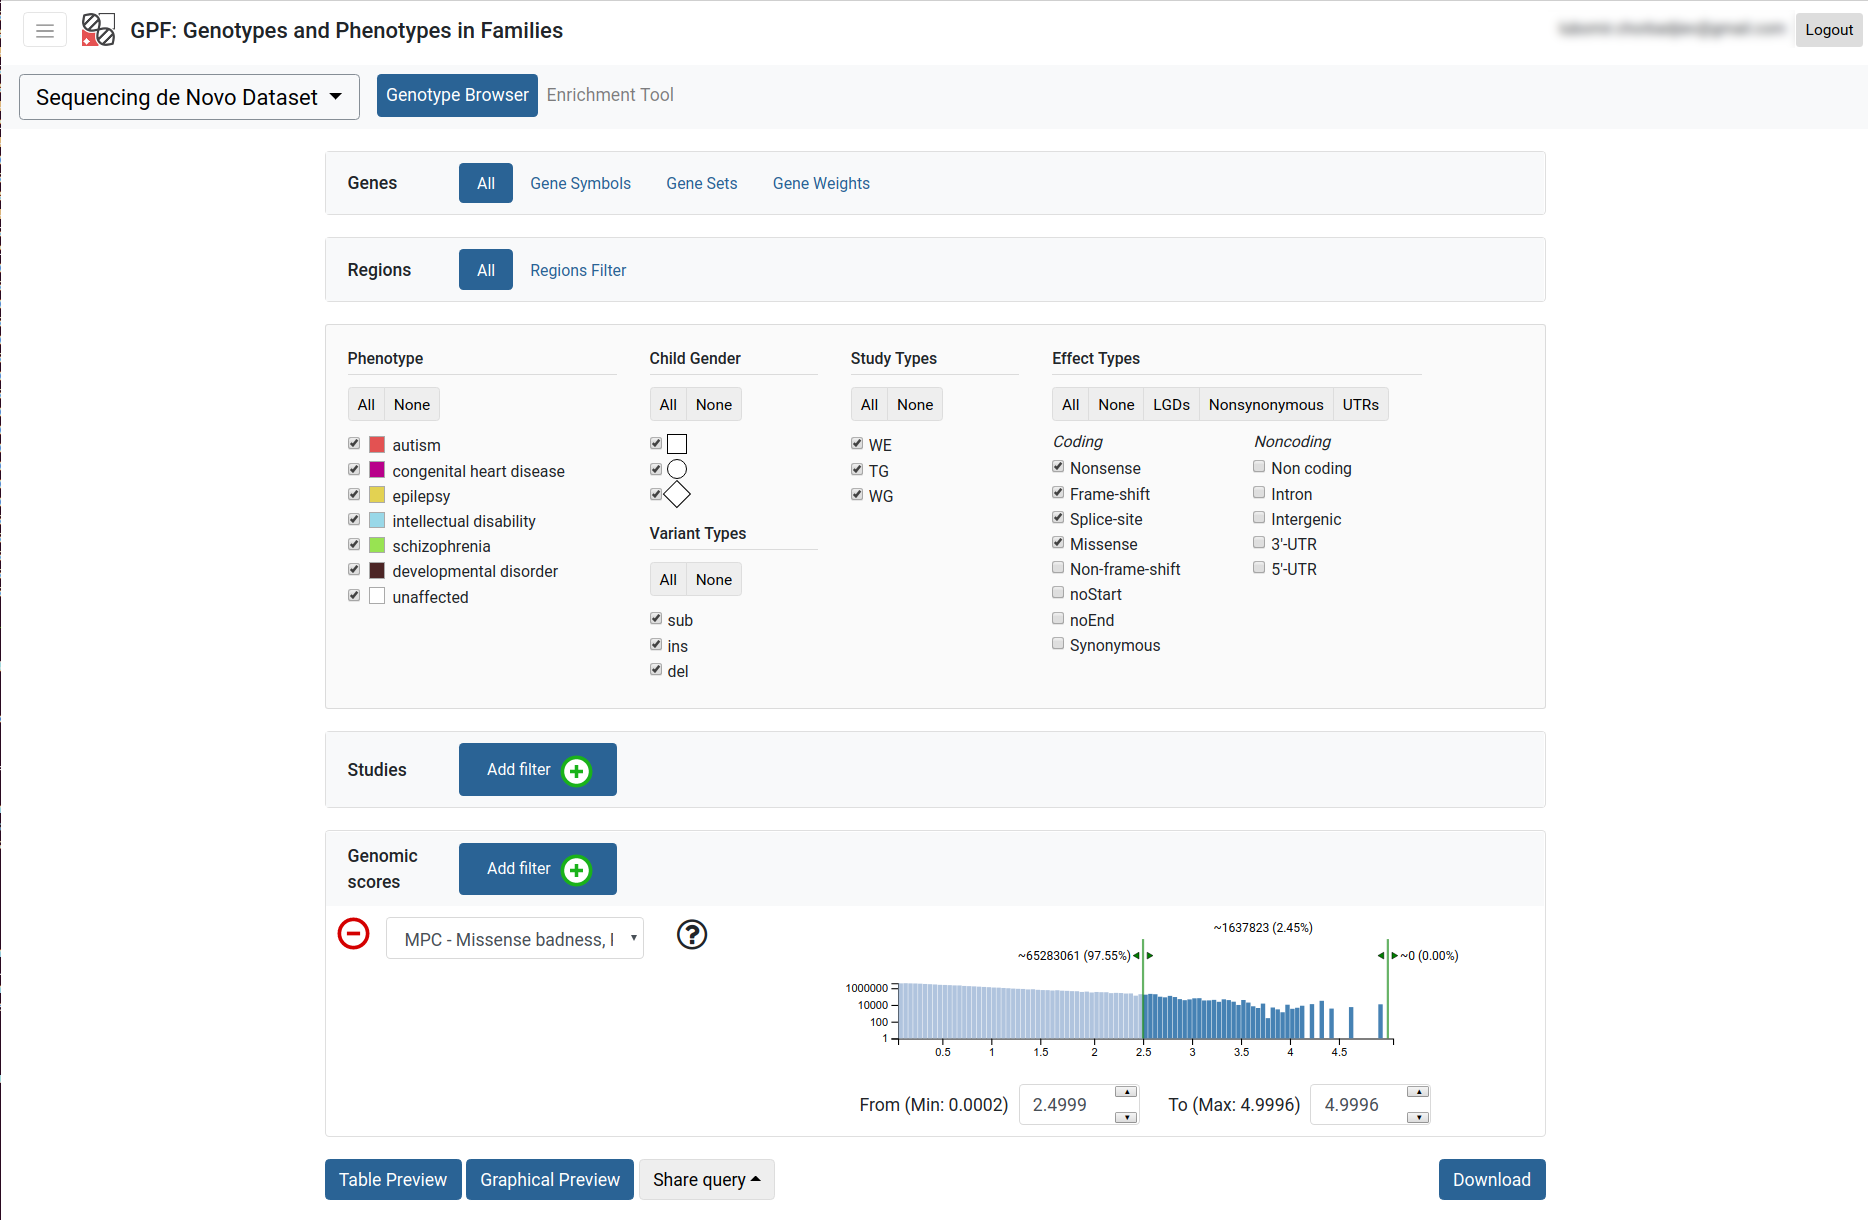 GPF: Genotypes and Phenotypes in Families
Logout
Sequencing de Novo Dataset
Genotype Browser
Enrichment Tool
Genes
All
Gene Symbols
Gene Sets
Gene Weights
Regions
All
Regions Filter
Phenotype
All
None
autism
congenital heart disease
epilepsy
intellectual disability
schizophrenia
developmental disorder
unaffected
Child Gender
All
None
Variant Types
All
None
sub
ins
del
Study Types
All
None
WE
TG
WG
Effect Types
All
None
LGDs
Nonsynonymous
UTRs
Coding
Nonsense
Frame-shift
Splice-site
Missense
Non-frame-shift
noStart
noEnd
Synonymous
Noncoding
Non coding
Intron
Intergenic
3'-UTR
5'-UTR
Studies
Add filter
Genomic
scores
Add filter
MPC - Missense badness,
~1637823 (2.45%)
~65283061 (97.55%)
~0 (0.00%)
1000000
10000
100
1
0.5
1
1.5
2
2.5
3
3.5
4
4.5
From (Min: 0.0002)
2.4999
To (Max: 4.9996)
4.9996
Table Preview
Graphical Preview
Share query
Download